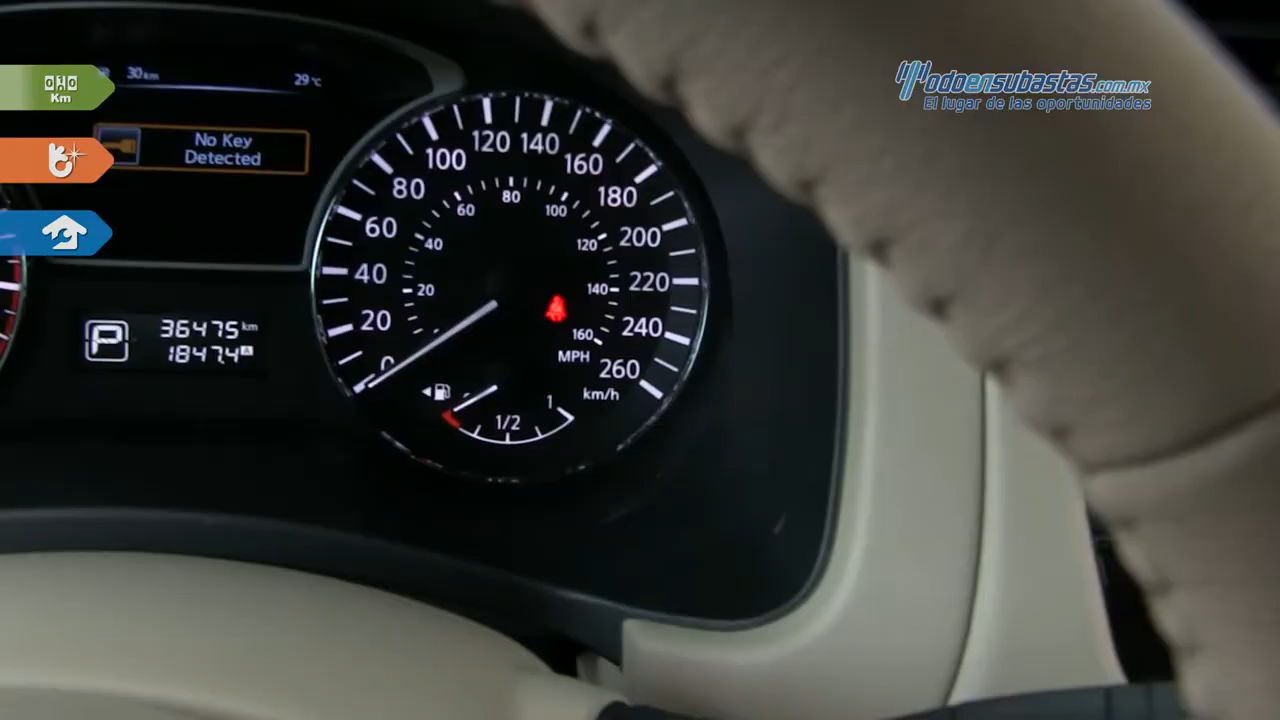 30km
29°C
No Key
Detected
Km
Todoensubastas.com.mx
El lugar de las oportunidades
P
36475 km
1847.4 A
0
20
40
60
80
100
120
140
160
180
200
220
240
260
km/h
20
40
60
80
100
120
140
160
MPH
1/2
1